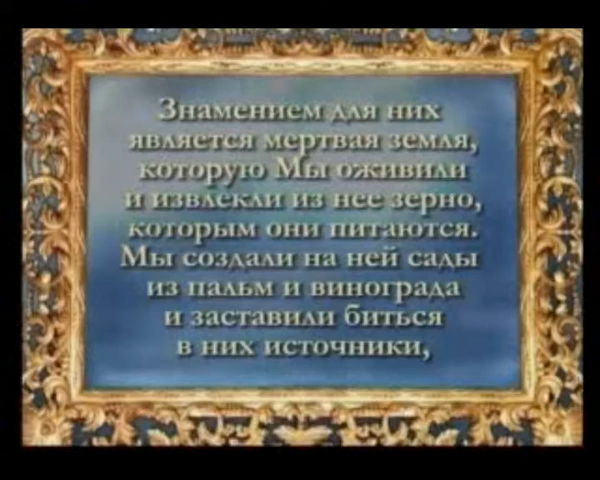 Знамением для них
является мертвая земля,
которую Мы оживили
и извлекли из нее зерно,
которым они питаются.
Мы создали на ней сады
из пальм и винограда
и заставили биться
в них источники,